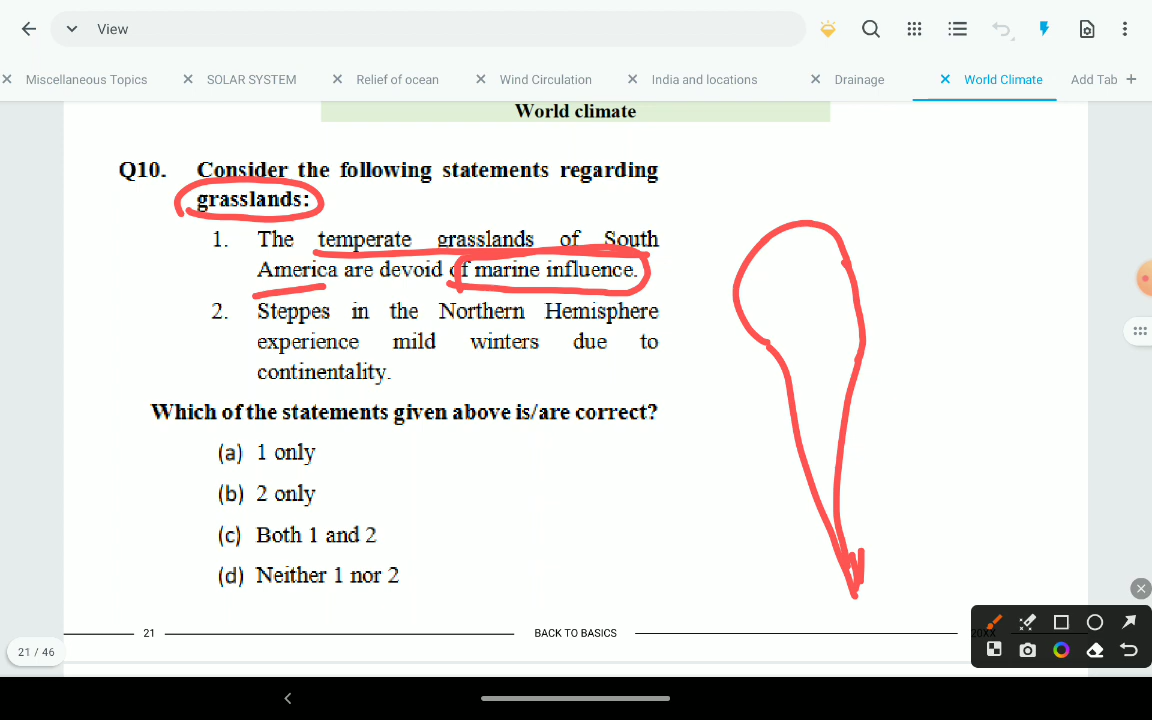 View
Miscellaneous Topics
SOLAR SYSTEM
Relief of ocean
Wind Circulation
India and locations
Drainage
World Climate
Add Tab +
World climate
Q10. Consider the following statements regarding
grasslands:
1. The temperate grasslands of South
America are devoid of marine influence.
2. Steppes in the Northern Hemisphere
experience mild winters due to
continentality.
Which of the statements given above is/are correct?
(a) 1 only
(b) 2 only
(c) Both 1 and 2
(d) Neither 1 nor 2
21 BACK TO BASICS 20XX
21 / 46